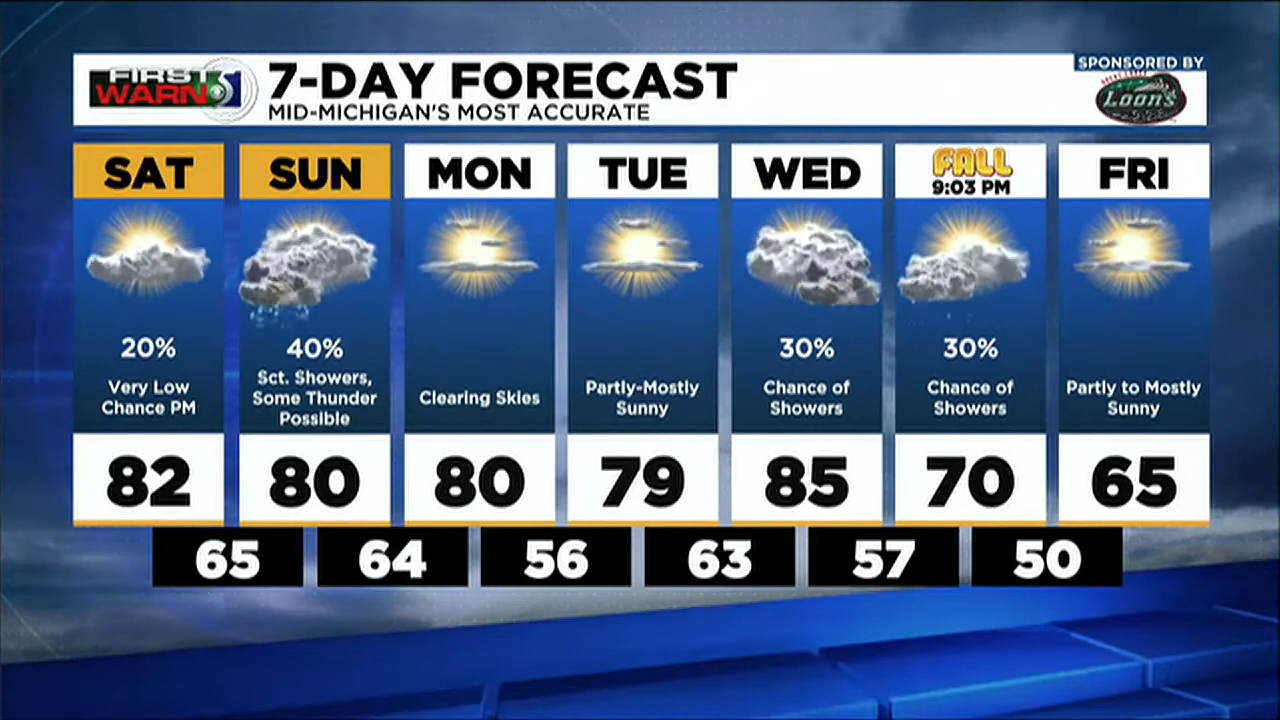 FIRST
WARN 5
7-DAY FORECAST
MID-MICHIGAN'S MOST ACCURATE
SPONSORED BY
Loons
SAT
20%
Very Low
Chance PM
82
SUN
40%
Sct. Showers,
Some Thunder
Possible
80
MON
Clearing Skies
80
TUE
Partly-Mostly
Sunny
79
WED
30%
Chance of
Showers
85
FALL
9:03 PM
30%
Chance of
Showers
70
FRI
Partly to Mostly
Sunny
65
65
64
56
63
57
50